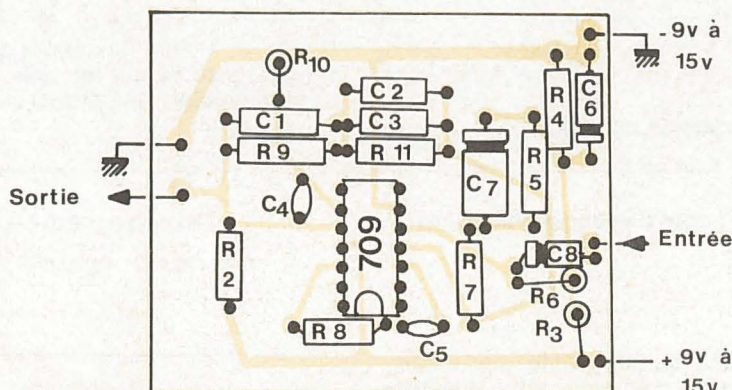 - 9v à
15v
R10
C2
R4
C6
C1
C3
R9
R11
C7
R5
Sortie
C4
709
Entrée
R2
R7
C8
R6
R8
C5
R3
+ 9v à
15v